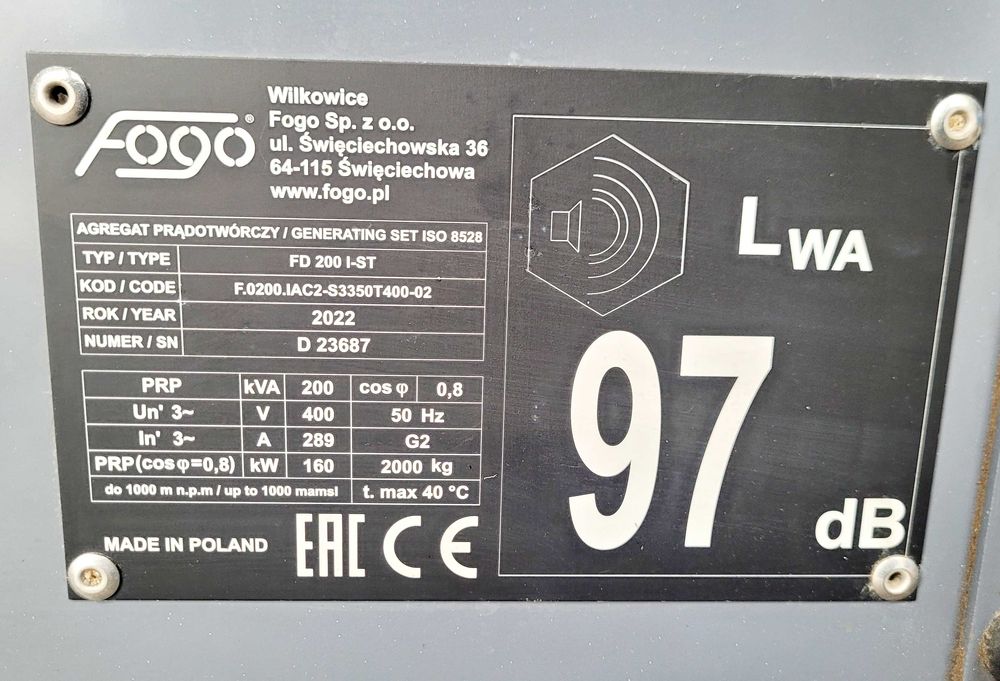 Fogo®
Wilkowice
Fogo Sp. z o.o.
ul. Święciechowska 36
64-115 Święciechowa
www.fogo.pl
AGREGAT PRĄDOTWÓRCZY / GENERATING SET ISO 8528
TYP / TYPE FD 200 I-ST
KOD / CODE F.0200.IAC2-S3350T400-02
ROK / YEAR 2022
NUMER / SN D 23687
PRP kVA 200 cos φ 0,8
Un' 3~ V 400 50 Hz
In' 3~ A 289 G2
PRP (cosφ=0,8) kW 160 2000 kg
do 1000 m n.p.m / up to 1000 mamsl t. max 40 °C
MADE IN POLAND EAC CE
LWA
97
dB